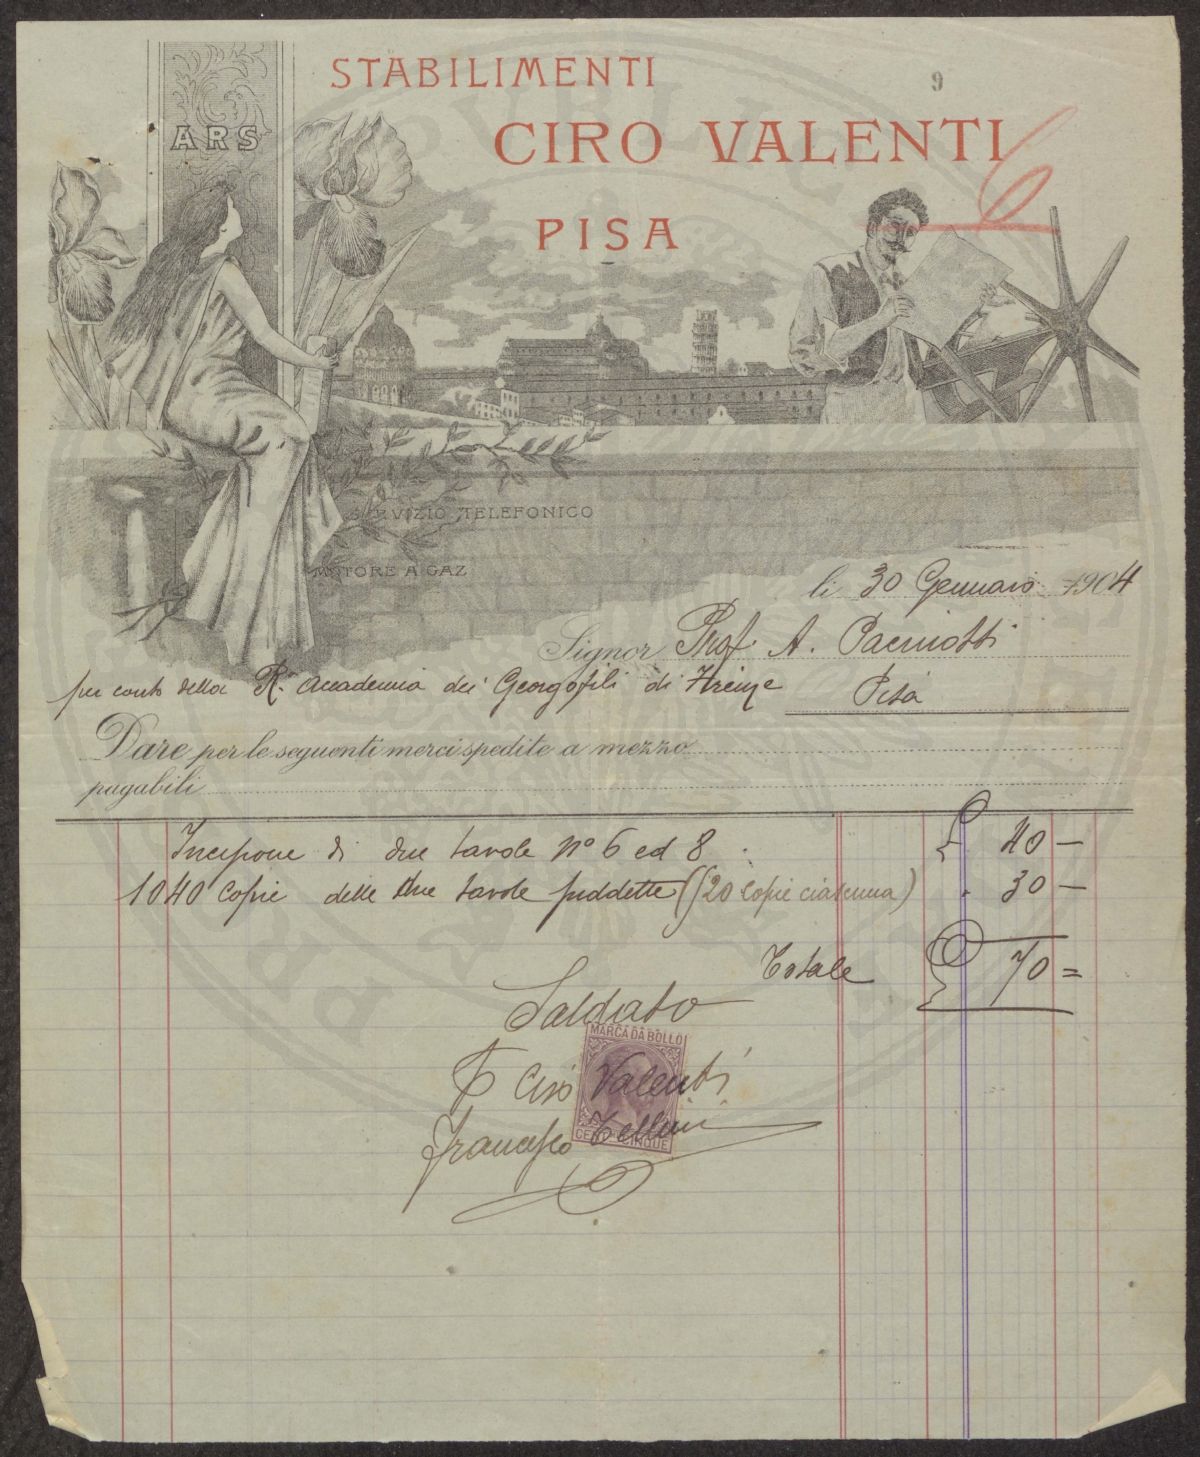 9
ARS
STABILIMENTI
CIRO VALENTI
PISA
SERVIZIO TELEFONICO
MOTORE A GAZ
li 30 Gennaio 1904
Signor Prof. A. Pacinotti
per conto della R. Accademia dei Georgofili di Firenze Pisa
Dare per le seguenti merci spedite a mezzo
pagabili
Incisione di due tavole nº 6 ed 8 . £ 40 —
1040 Copie delle due tavole suddette (520 copie ciascuna) . 30 —
Totale £ 70 =
Saldato
MARCA DA BOLLO
Ciro Valenti
Francesco Tellini
CINQUE